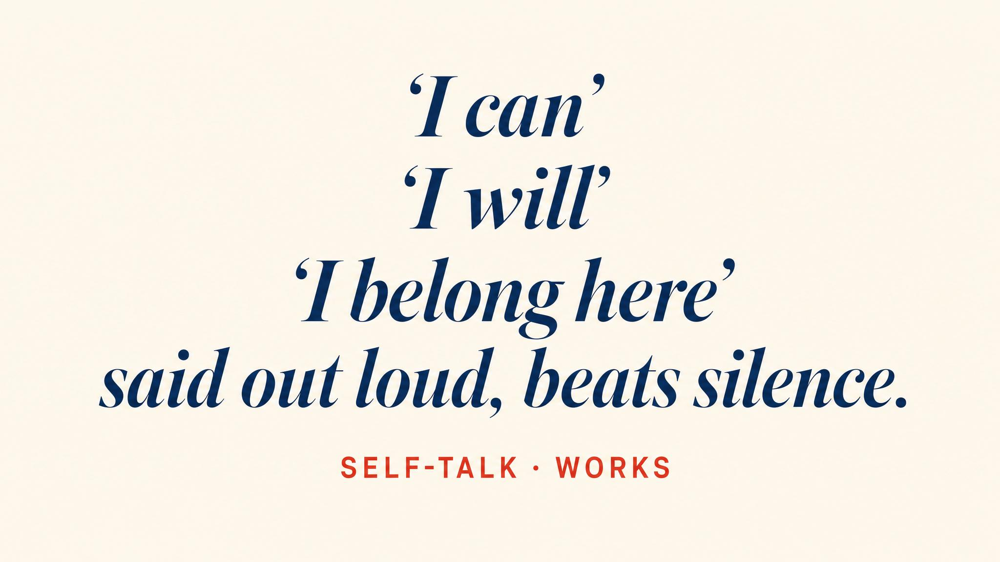 ‘I can’
‘I will’
‘I belong here’
said out loud, beats silence.
SELF-TALK · WORKS